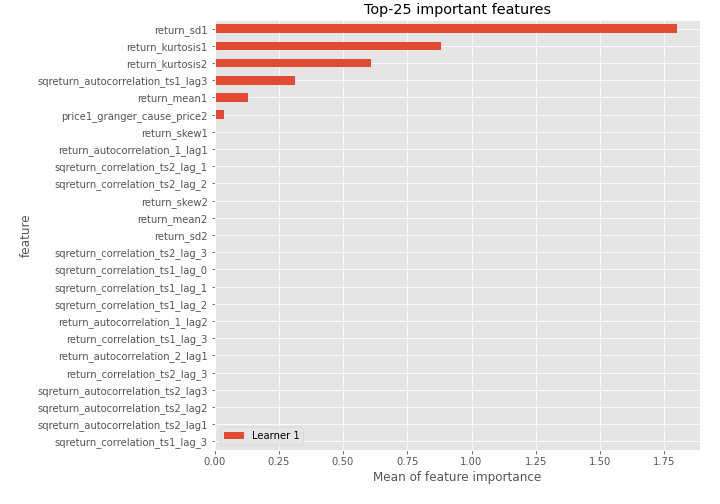 Top-25 important features
return_sd1
return_kurtosis1
return_kurtosis2
sqreturn_autocorrelation_ts1_lag3
return_mean1
price1_granger_cause_price2
return_skew1
return_autocorrelation_1_lag1
sqreturn_correlation_ts2_lag_1
sqreturn_correlation_ts2_lag_2
return_skew2
return_mean2
return_sd2
sqreturn_correlation_ts2_lag_3
sqreturn_correlation_ts1_lag_0
sqreturn_correlation_ts1_lag_1
sqreturn_correlation_ts1_lag_2
return_autocorrelation_1_lag2
return_correlation_ts1_lag_3
return_autocorrelation_2_lag1
return_correlation_ts2_lag_3
sqreturn_autocorrelation_ts2_lag3
sqreturn_autocorrelation_ts2_lag2
sqreturn_autocorrelation_ts2_lag1
sqreturn_correlation_ts1_lag_3
feature
Learner 1
0.00 0.25 0.50 0.75 1.00 1.25 1.50 1.75
Mean of feature importance